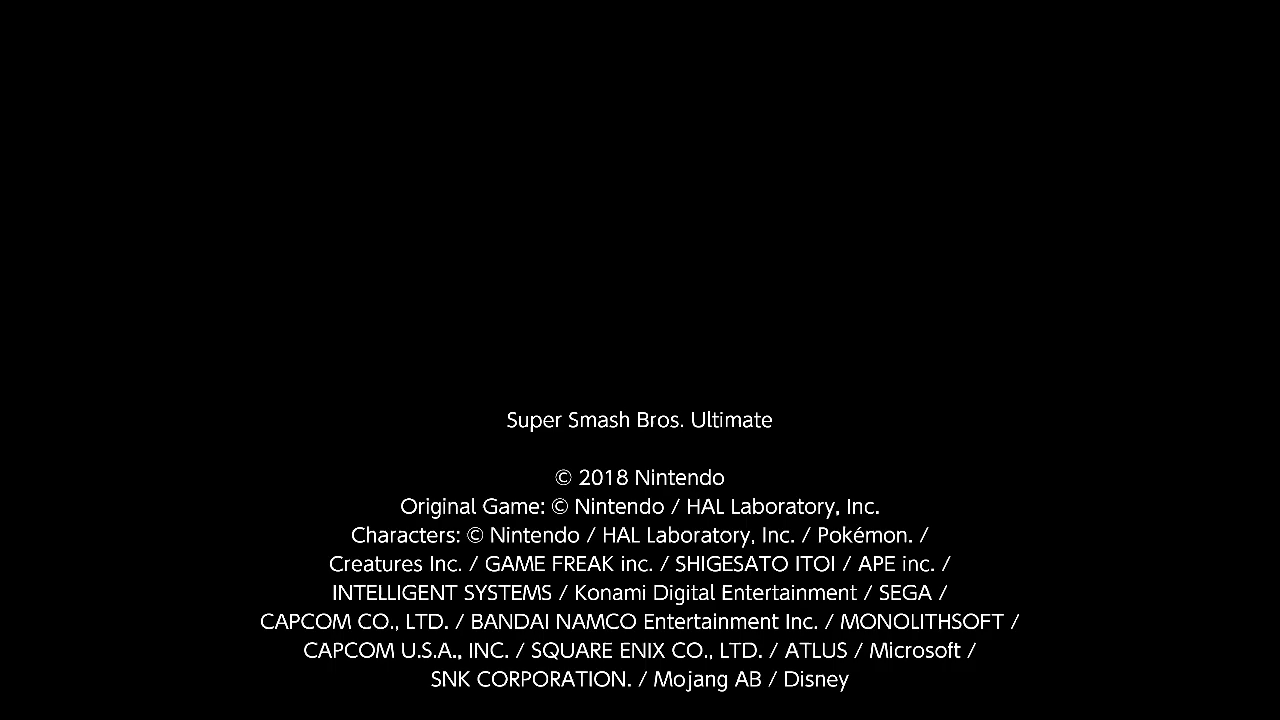 Super Smash Bros. Ultimate
© 2018 Nintendo
Original Game: © Nintendo / HAL Laboratory, Inc.
Characters: © Nintendo / HAL Laboratory, Inc. / Pokémon. /
Creatures Inc. / GAME FREAK inc. / SHIGESATO ITOI / APE inc. /
INTELLIGENT SYSTEMS / Konami Digital Entertainment / SEGA /
CAPCOM CO., LTD. / BANDAI NAMCO Entertainment Inc. / MONOLITHSOFT /
CAPCOM U.S.A., INC. / SQUARE ENIX CO., LTD. / ATLUS / Microsoft /
SNK CORPORATION. / Mojang AB / Disney